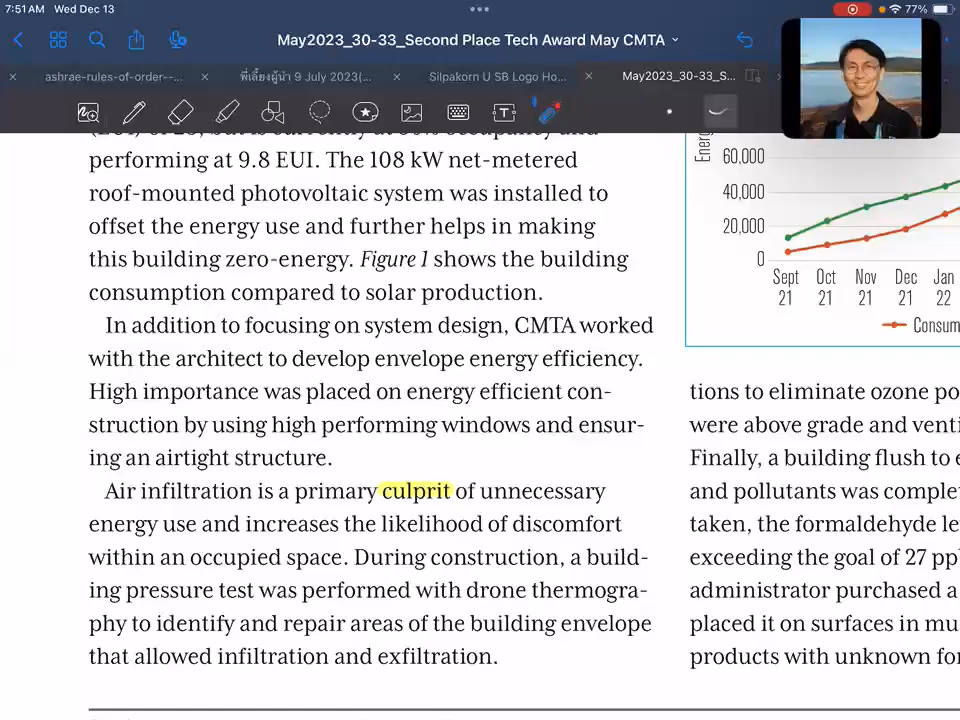 7:51 AM Wed Dec 13
77%
May2023_30-33_Second Place Tech Award May CMTA
ashrae-rules-of-order--...
พี่เลี้ยงผู้นำ 9 July 2023(...
Silpakorn U SB Logo Ho...
May2023_30-33_S...
performing at 9.8 EUI. The 108 kW net-metered
roof-mounted photovoltaic system was installed to
offset the energy use and further helps in making
this building zero-energy. Figure 1 shows the building
consumption compared to solar production.
In addition to focusing on system design, CMTA worked
with the architect to develop envelope energy efficiency.
High importance was placed on energy efficient con-
struction by using high performing windows and ensur-
ing an airtight structure.
Air infiltration is a primary culprit of unnecessary
energy use and increases the likelihood of discomfort
within an occupied space. During construction, a build-
ing pressure test was performed with drone thermogra-
phy to identify and repair areas of the building envelope
that allowed infiltration and exfiltration.
Energ
60,000
40,000
20,000
0
Sept Oct Nov Dec Jan
21 21 21 21 22
Consum
tions to eliminate ozone po
were above grade and venti
Finally, a building flush to e
and pollutants was comple
taken, the formaldehyde le
exceeding the goal of 27 pp
administrator purchased a
placed it on surfaces in mu
products with unknown for